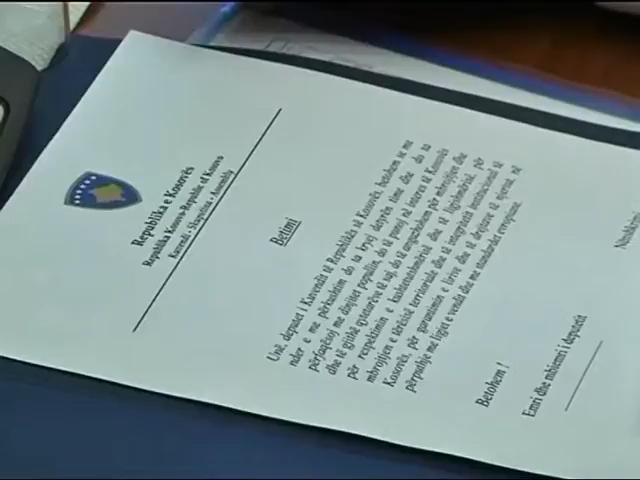 Republika e Kosovës
Republika Kosova-Republic of Kosovo
Kuvendi - Skupština - Assembly
Betimi
Unë, deputet i Kuvendit të Republikës të Kosovës, betohem se me
nder e me përkushtim do ta kryej detyrën time dhe do ta
përfaqësoj me dinjitet popullin, do të punoj në interes të Kosovës
dhe të gjithë qytetarëve të saj, do të angazhohem për mbrojtjen dhe
për respektimin e kushtetutshmërisë dhe të ligjshmërisë, për
mbrojtjen e tërësisë territoriale dhe të integritetit institucional të
Kosovës, për garantimin e lirive dhe të drejtave të njeriut, në
përputhje me ligjet e vendit dhe me standardet evropiane.
Betohem !
Emri dhe mbiemri i deputetit